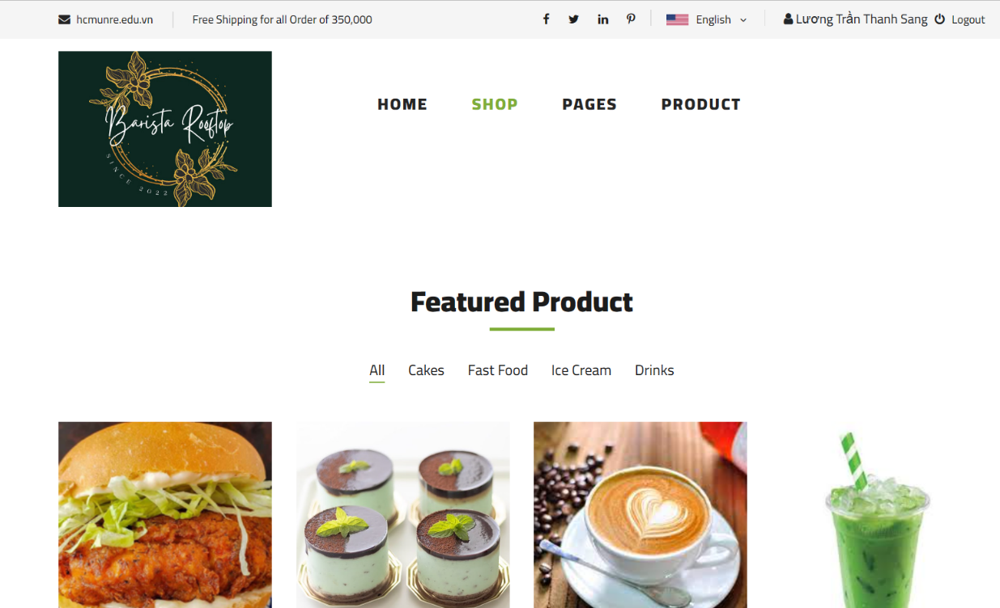 hcmunre.edu.vn
Free Shipping for all Order of 350,000
English
Lương Trần Thanh Sang
Logout
Barista Rooftop
SINCE 2022
HOME
SHOP
PAGES
PRODUCT
Featured Product
All
Cakes
Fast Food
Ice Cream
Drinks